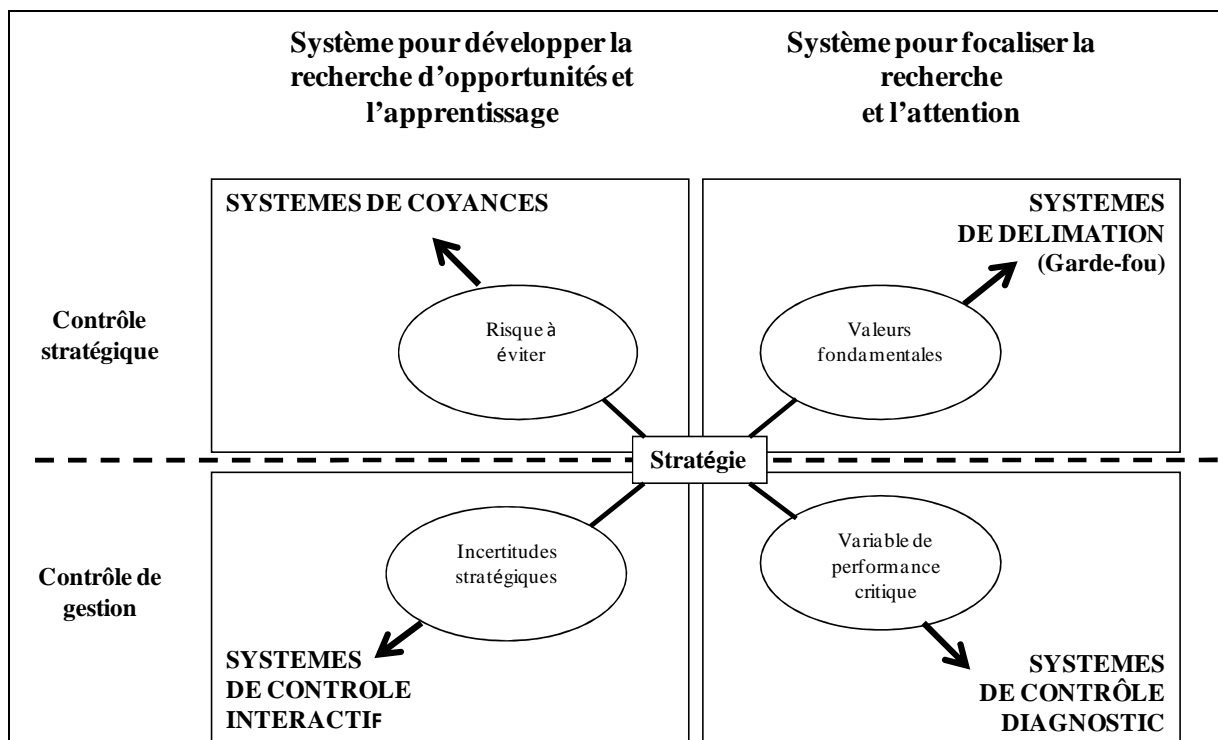 Système pour développer la
recherche d'opportunités et
l'apprentissage
Système pour focaliser la
recherche
et l'attention
SYSTEMES DE COYANCES
SYSTEMES
DE DELIMATION
(Garde-fou)
Contrôle
stratégique
Risque à
éviter
Valeurs
fondamentales
Stratégie
Contrôle de
gestion
Incertitudes
stratégiques
Variable de
performance
critique
SYSTEMES
DE CONTROLE
INTERACTIF
SYSTEMES
DE CONTRÔLE
DIAGNOSTIC